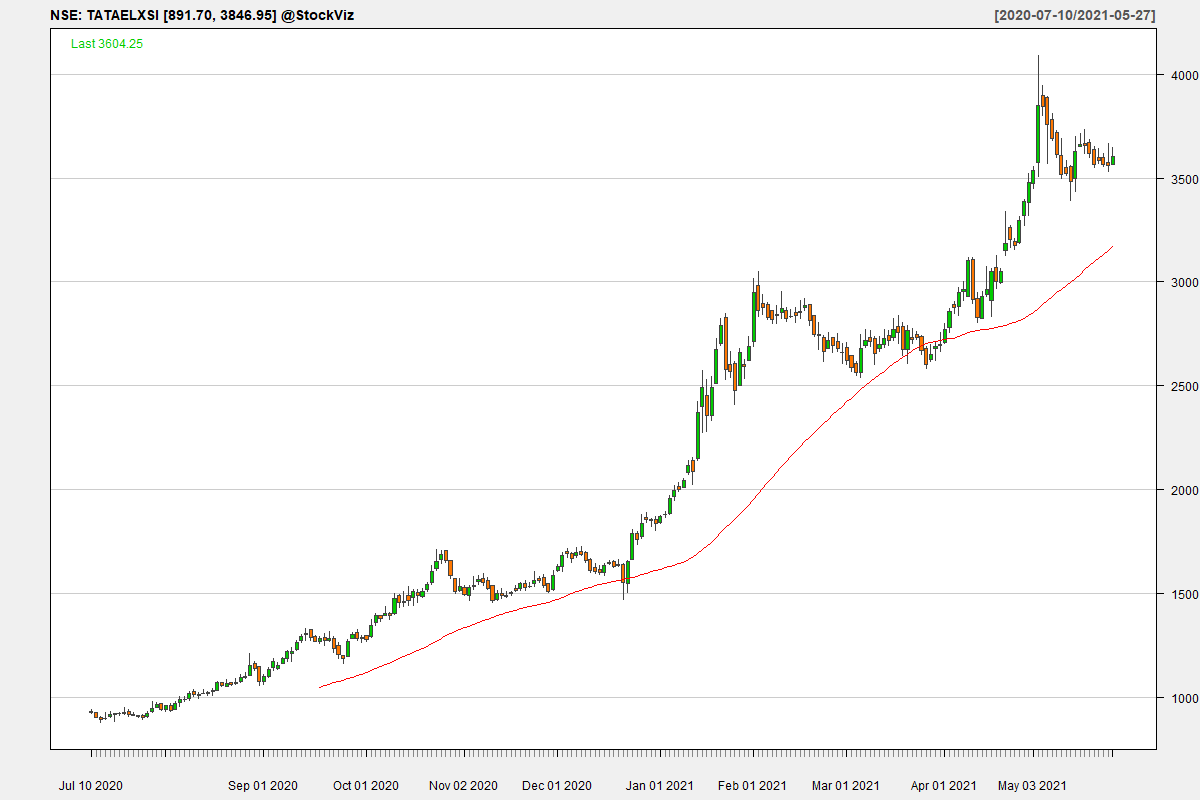 NSE: TATAELXSI [891.70, 3846.95] @StockViz [2020-07-10/2021-05-27]
Last 3604.25
4000
3500
3000
2500
2000
1500
1000
Jul 10 2020 Sep 01 2020 Oct 01 2020 Nov 02 2020 Dec 01 2020 Jan 01 2021 Feb 01 2021 Mar 01 2021 Apr 01 2021 May 03 2021